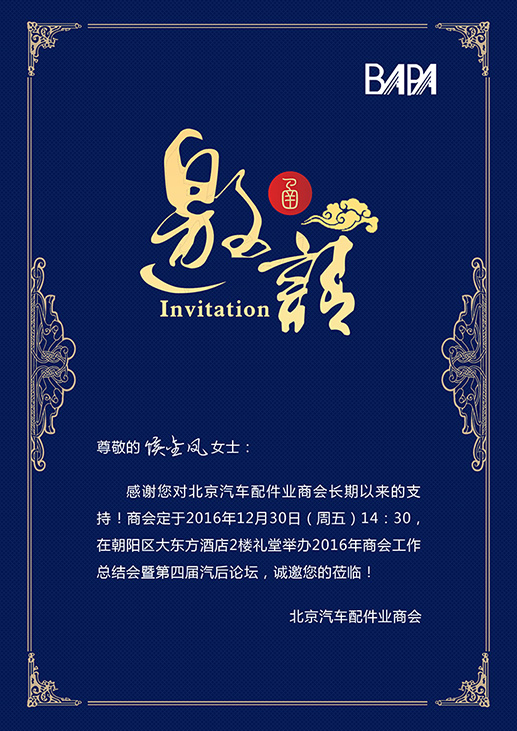 BAPA
邀請
Invitation
尊敬的侯金凤女士：
感谢您对北京汽车配件业商会长期以来的支
持！商会定于2016年12月30日（周五）14：30，
在朝阳区大东方酒店2楼礼堂举办2016年商会工作
总结会暨第四届汽后论坛，诚邀您的莅临！
北京汽车配件业商会